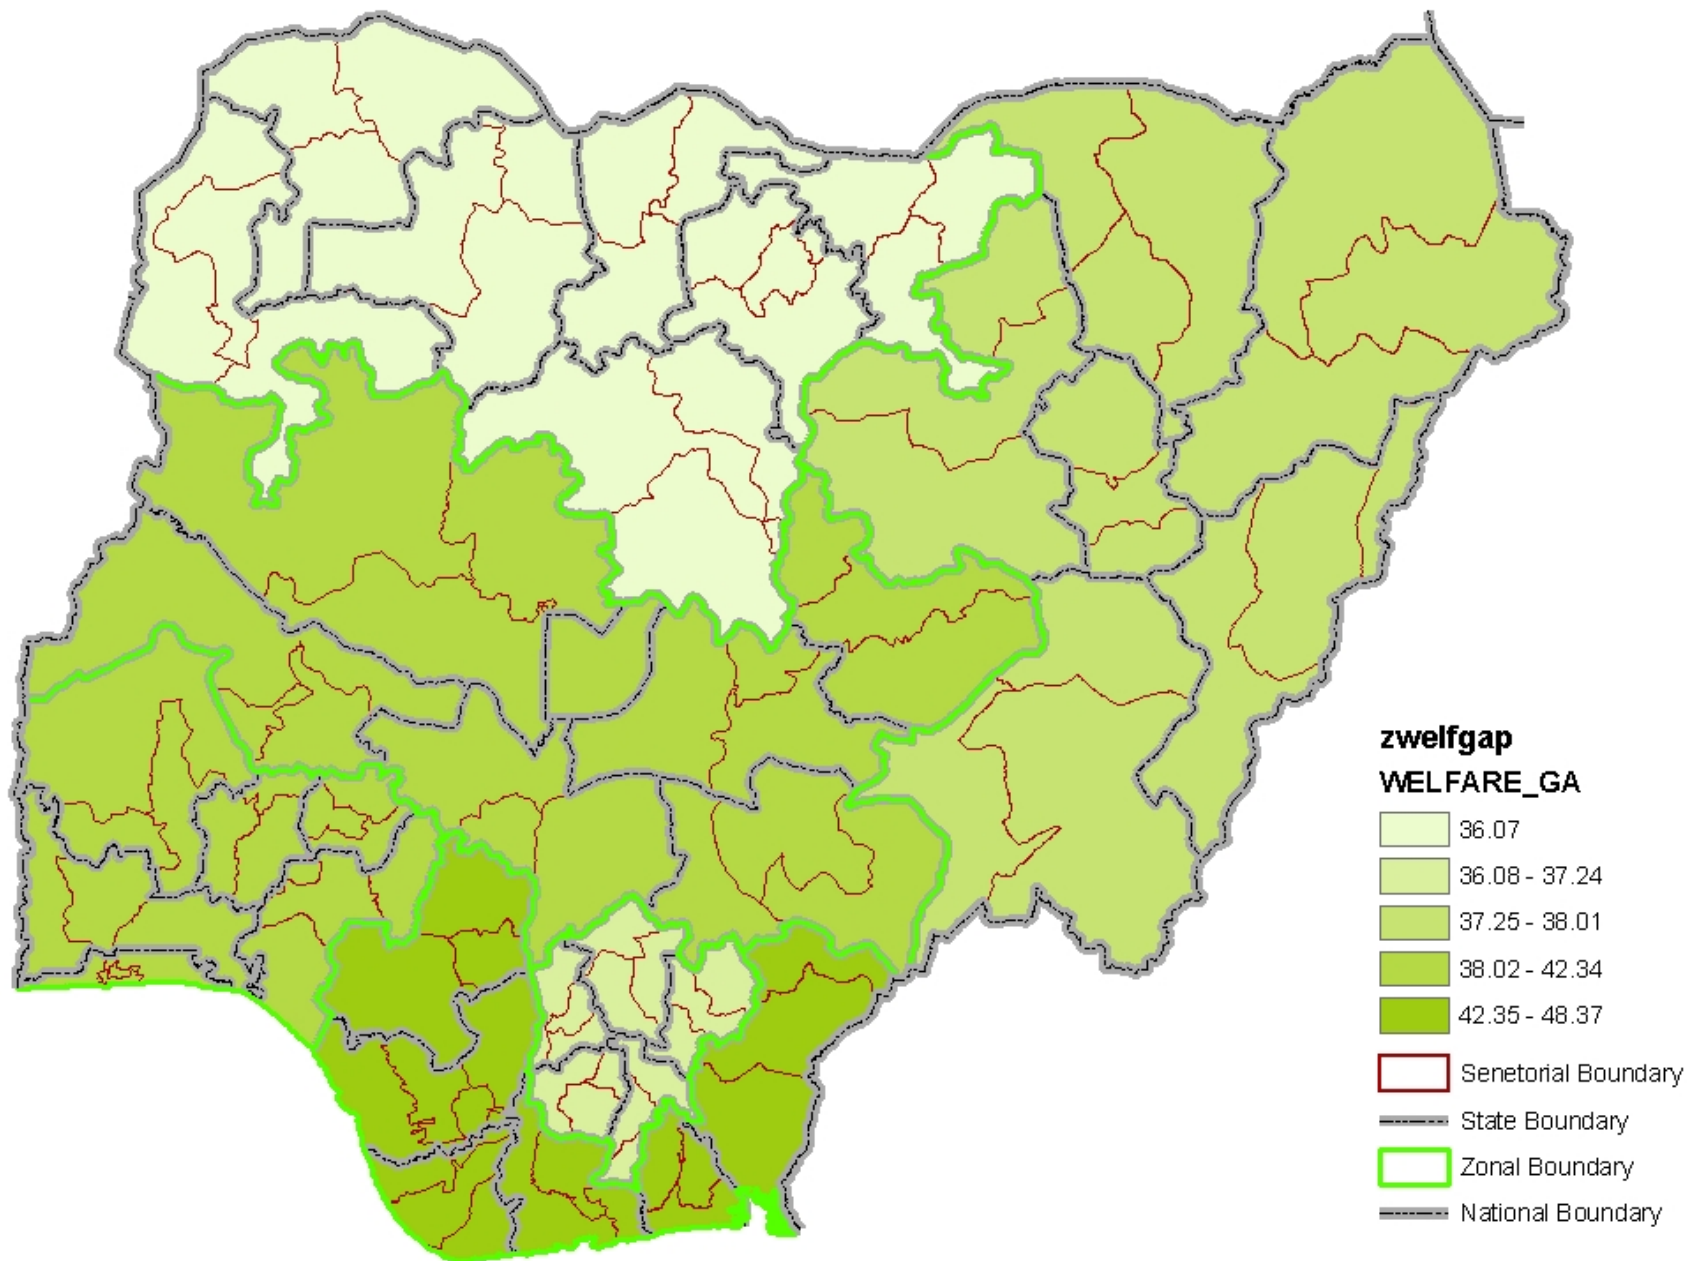 zwelfgap
WELFARE_GA
36.07
36.08 - 37.24
37.25 - 38.01
38.02 - 42.34
42.35 - 48.37
Senetorial Boundary
State Boundary
Zonal Boundary
National Boundary